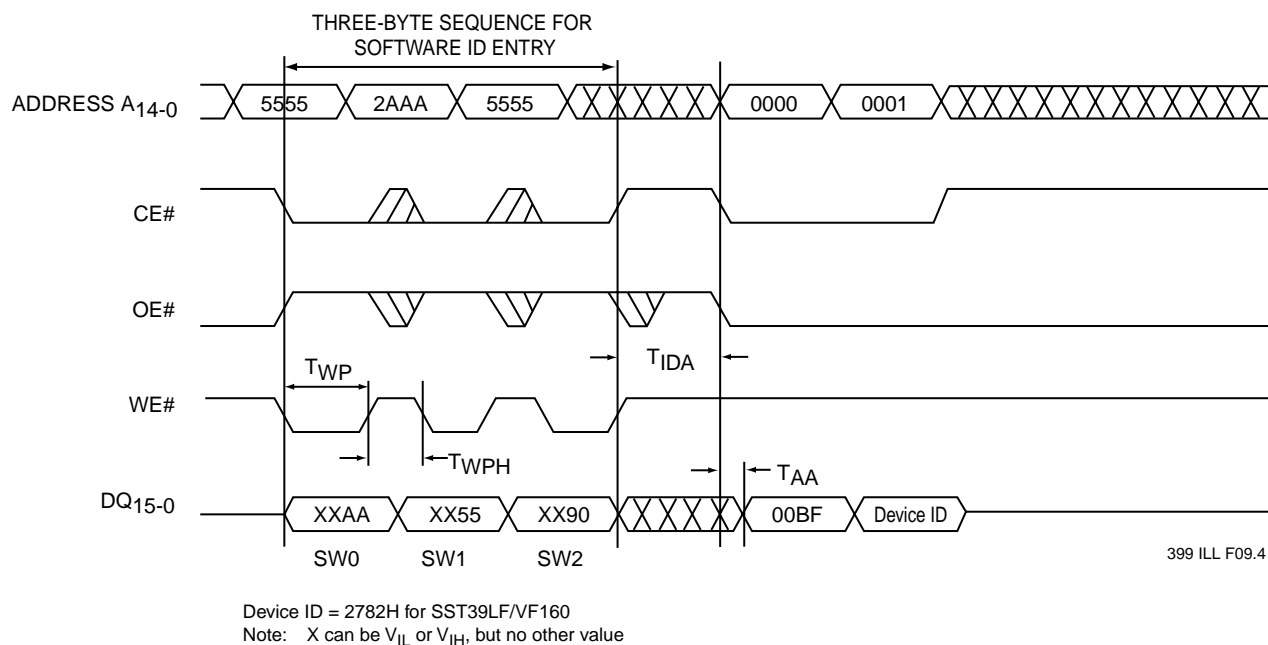 THREE-BYTE SEQUENCE FOR
SOFTWARE ID ENTRY
ADDRESS A14-0
5555
2AAA
5555
0000
0001
CE#
OE#
TIDA
TWP
WE#
TWPH
TAA
DQ15-0
XXAA
XX55
XX90
00BF
Device ID
SW0
SW1
SW2
399 ILL F09.4
Device ID = 2782H for SST39LF/VF160
Note: X can be VIL or VIH, but no other value